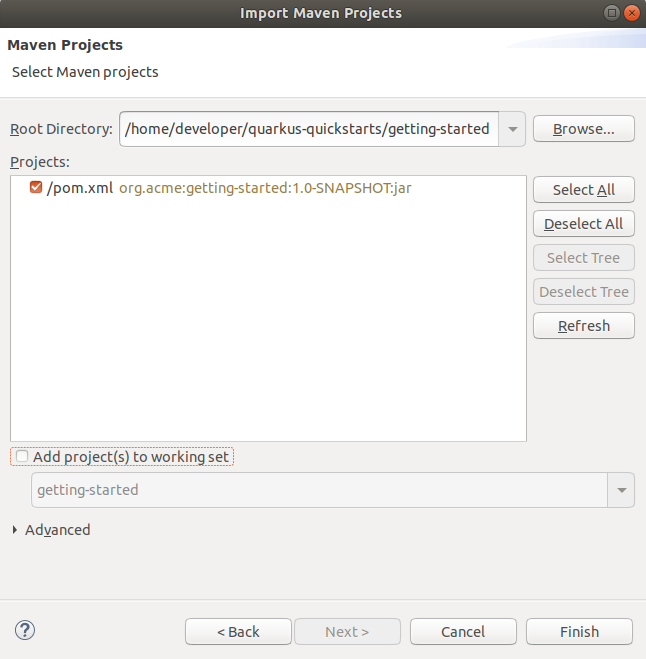 Import Maven Projects
Maven Projects
Select Maven projects
Root Directory: /home/developer/quarkus-quickstarts/getting-started Browse...
Projects:
/pom.xml org.acme:getting-started:1.0-SNAPSHOT:jar
Select All
Deselect All
Select Tree
Deselect Tree
Refresh
Add project(s) to working set
getting-started
Advanced
? < Back Next > Cancel Finish